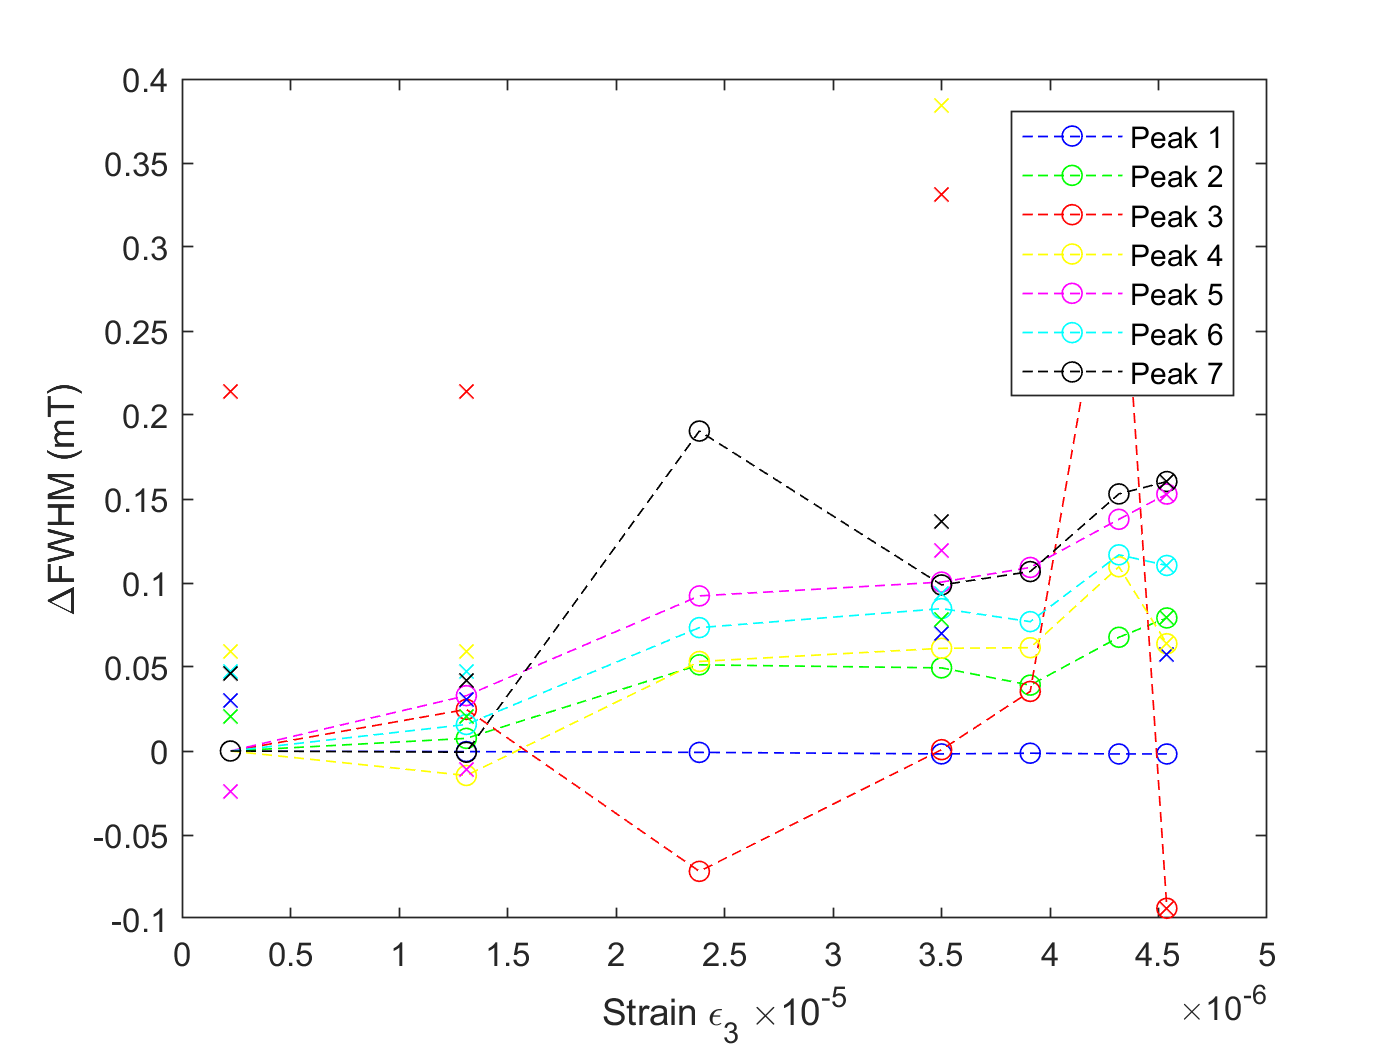 0.4
0.35
0.3
0.25
0.2
0.15
0.1
0.05
0
-0.05
-0.1
ΔFWHM (mT)
Peak 1
Peak 2
Peak 3
Peak 4
Peak 5
Peak 6
Peak 7
0 0.5 1 1.5 2 2.5 3 3.5 4 4.5 5
×10⁻⁶
Strain ϵ₃ ×10⁻⁵